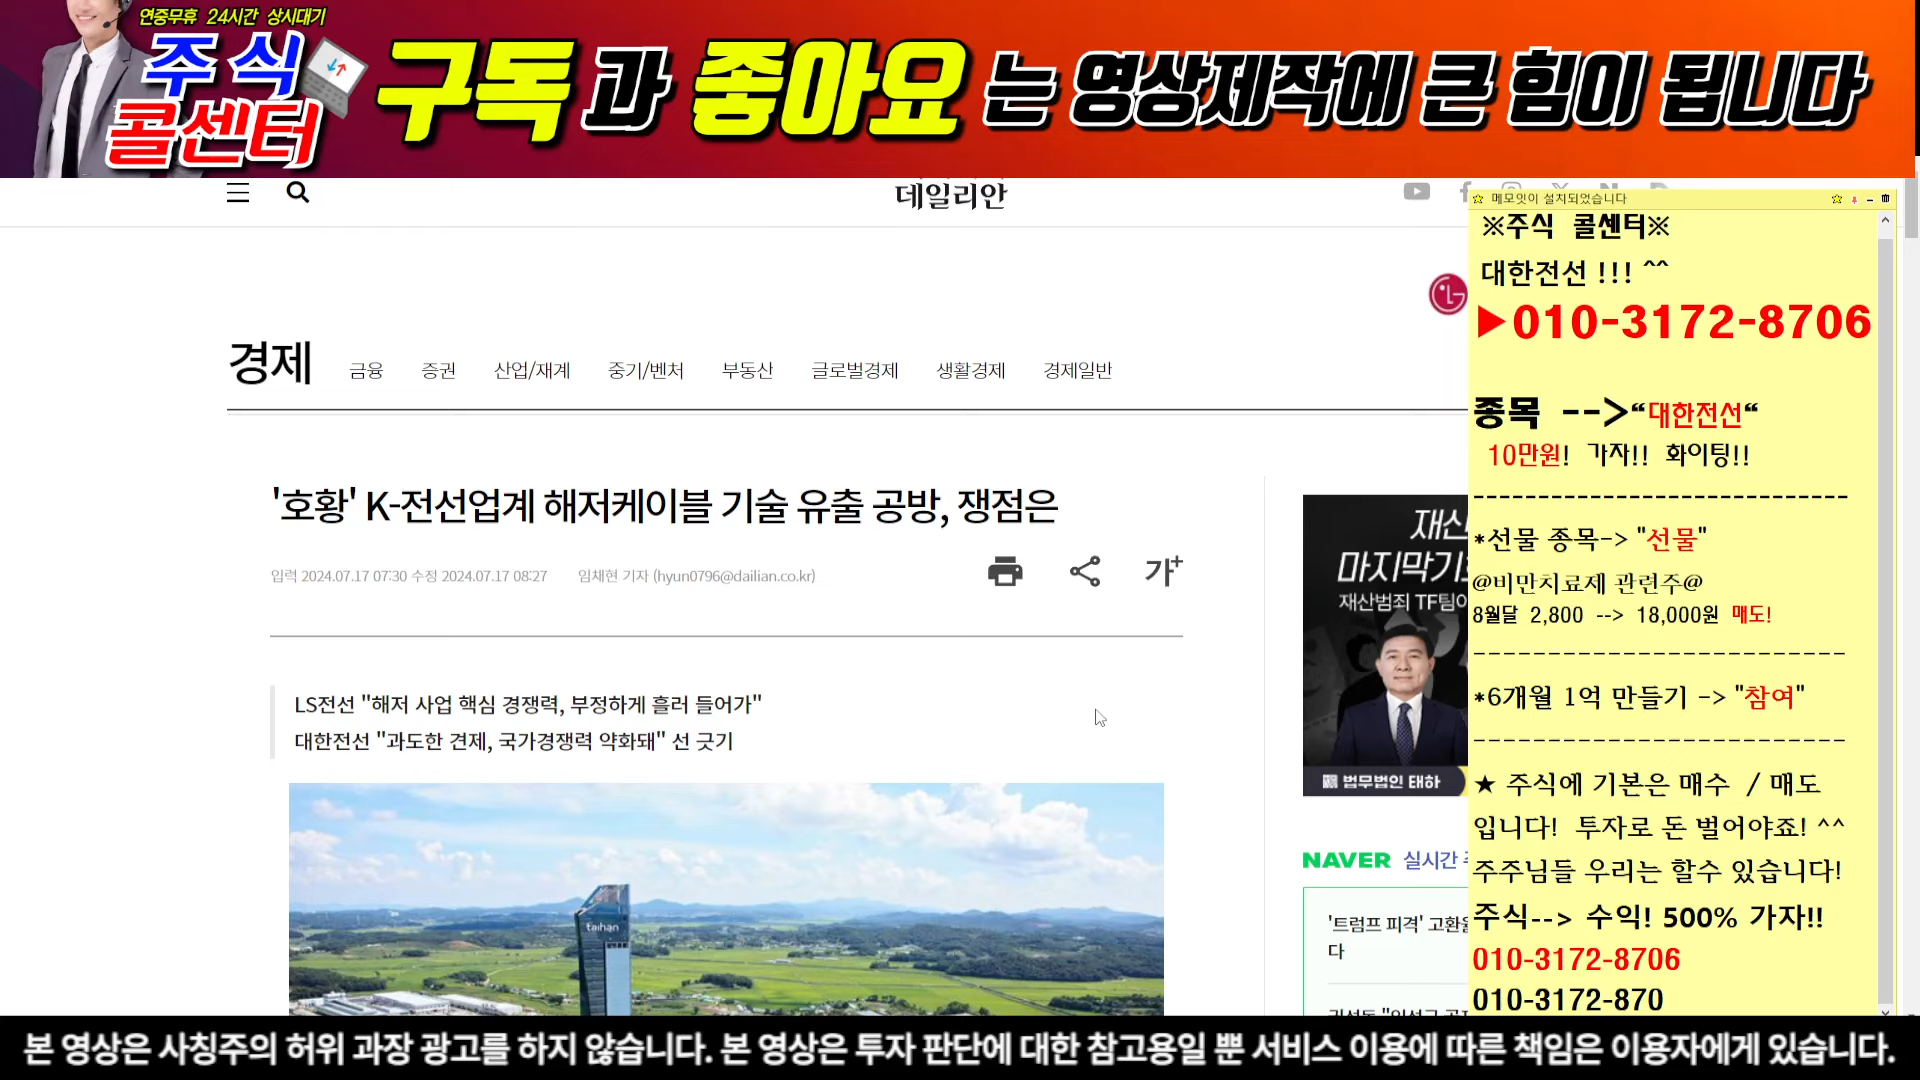 연중무휴 24시간 상시대기
주식
콜센터
구독과 좋아요는 영상제작에 큰 힘이 됩니다
데일리안
경제 금융 증권 산업/재계 중기/벤처 부동산 글로벌경제 생활경제 경제일반
'호황' K-전선업계 해저케이블 기술 유출 공방, 쟁점은
입력 2024.07.17 07:30 수정 2024.07.17 08:27 임채현 기자 (hyun0796@dailian.co.kr)
가+
LS전선 "해저 사업 핵심 경쟁력, 부정하게 흘러 들어가"
대한전선 "과도한 견제, 국가경쟁력 약화돼" 선 긋기
taihan
재산
마지막기
재산범죄 TF팀이
법무법인 태하
NAVER 실시간
'트럼프 피격' 고환율
다
메모잇이 설치되었습니다
※주식 콜센터※
대한전선 !!! ^^
▶010-3172-8706
종목 -->“대한전선“
10만원! 가자!! 화이팅!!
-----------------------------
*선물 종목-> "선물"
@비만치료제 관련주@
8월달 2,800 --> 18,000원 매도!
--------------------------
*6개월 1억 만들기 -> "참여"
--------------------------
★ 주식에 기본은 매수 / 매도
입니다! 투자로 돈 벌어야죠! ^^
주주님들 우리는 할수 있습니다!
주식--> 수익! 500% 가자!!
010-3172-8706
010-3172-870
본 영상은 사칭주의 허위 과장 광고를 하지 않습니다. 본 영상은 투자 판단에 대한 참고용일 뿐 서비스 이용에 따른 책임은 이용자에게 있습니다.